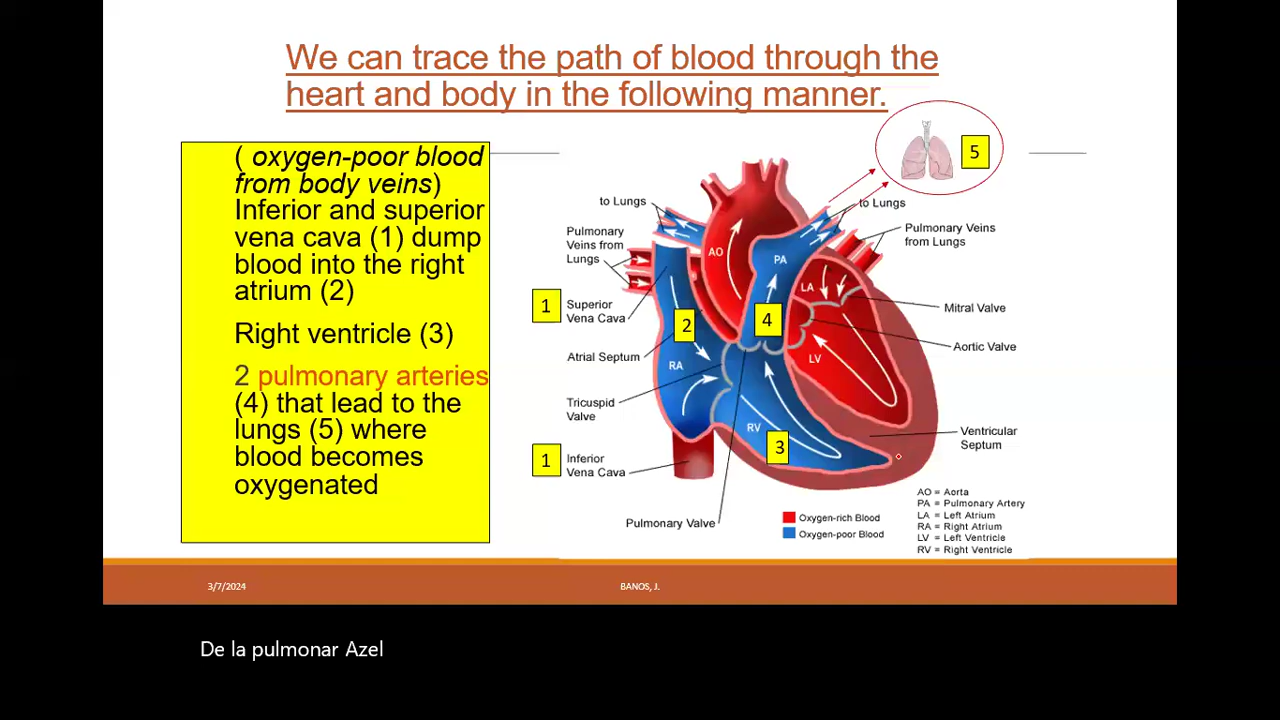 We can trace the path of blood through the
heart and body in the following manner.
( oxygen-poor blood
from body veins)
Inferior and superior
vena cava (1) dump
blood into the right
atrium (2)
Right ventricle (3)
2 pulmonary arteries
(4) that lead to the
lungs (5) where
blood becomes
oxygenated
5
to Lungs
to Lungs
Pulmonary
Veins from
Lungs
Pulmonary Veins
from Lungs
AO
PA
LA
1
Superior
Vena Cava
2
4
Mitral Valve
Aortic Valve
Atrial Septum
RA
LV
Tricuspid
Valve
RV
3
Ventricular
Septum
1
Inferior
Vena Cava
Pulmonary Valve
Oxygen-rich Blood
Oxygen-poor Blood
AO = Aorta
PA = Pulmonary Artery
LA = Left Atrium
RA = Right Atrium
LV = Left Ventricle
RV = Right Ventricle
3/7/2024
BANOS, J.
De la pulmonar Azel